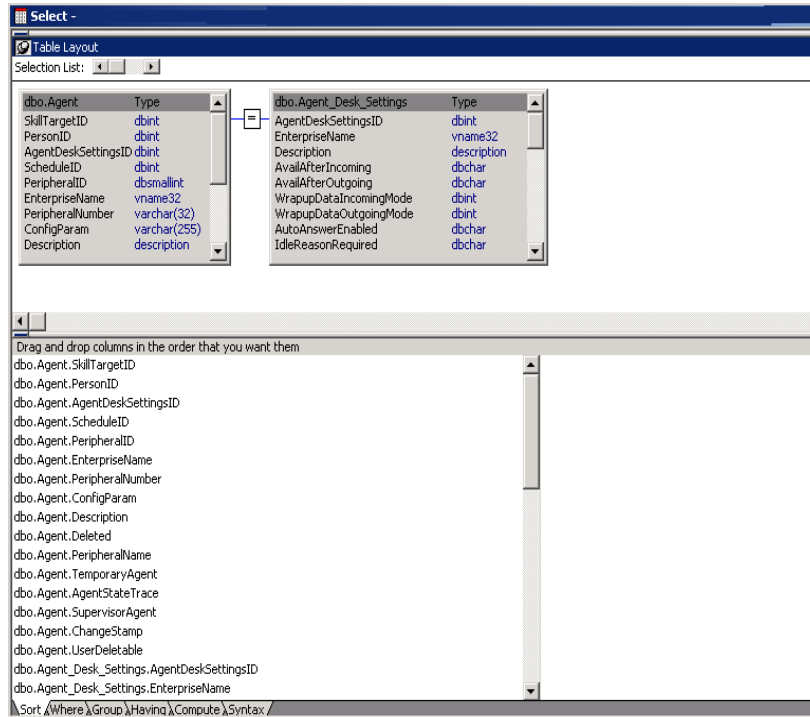 Select -
Table Layout
Selection List:
dbo.Agent Type
SkillTargetID dbint
PersonID dbint
AgentDeskSettingsID dbint
ScheduleID dbint
PeripheralID dbsmallint
EnterpriseName vname32
PeripheralNumber varchar(32)
ConfigParam varchar(255)
Description description
=
dbo.Agent_Desk_Settings Type
AgentDeskSettingsID dbint
EnterpriseName vname32
Description description
AvailAfterIncoming dbchar
AvailAfterOutgoing dbchar
WrapupDataIncomingMode dbint
WrapupDataOutgoingMode dbint
AutoAnswerEnabled dbchar
IdleReasonRequired dbchar
Drag and drop columns in the order that you want them
dbo.Agent.SkillTargetID
dbo.Agent.PersonID
dbo.Agent.AgentDeskSettingsID
dbo.Agent.ScheduleID
dbo.Agent.PeripheralID
dbo.Agent.EnterpriseName
dbo.Agent.PeripheralNumber
dbo.Agent.ConfigParam
dbo.Agent.Description
dbo.Agent.Deleted
dbo.Agent.PeripheralName
dbo.Agent.TemporaryAgent
dbo.Agent.AgentStateTrace
dbo.Agent.SupervisorAgent
dbo.Agent.ChangeStamp
dbo.Agent.UserDeletable
dbo.Agent_Desk_Settings.AgentDeskSettingsID
dbo.Agent_Desk_Settings.EnterpriseName
Sort Where Group Having Compute Syntax